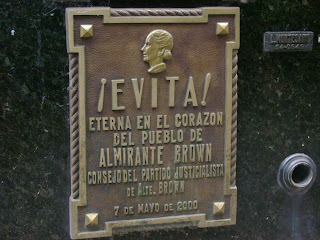 ¡EVITA!
ETERNA EN EL CORAZON
DEL PUEBLO DE
ALMIRANTE BROWN
CONSEJO DEL PARTIDO JUSTICIALISTA
DE ALTE. BROWN
7 DE MAYO DE 2000